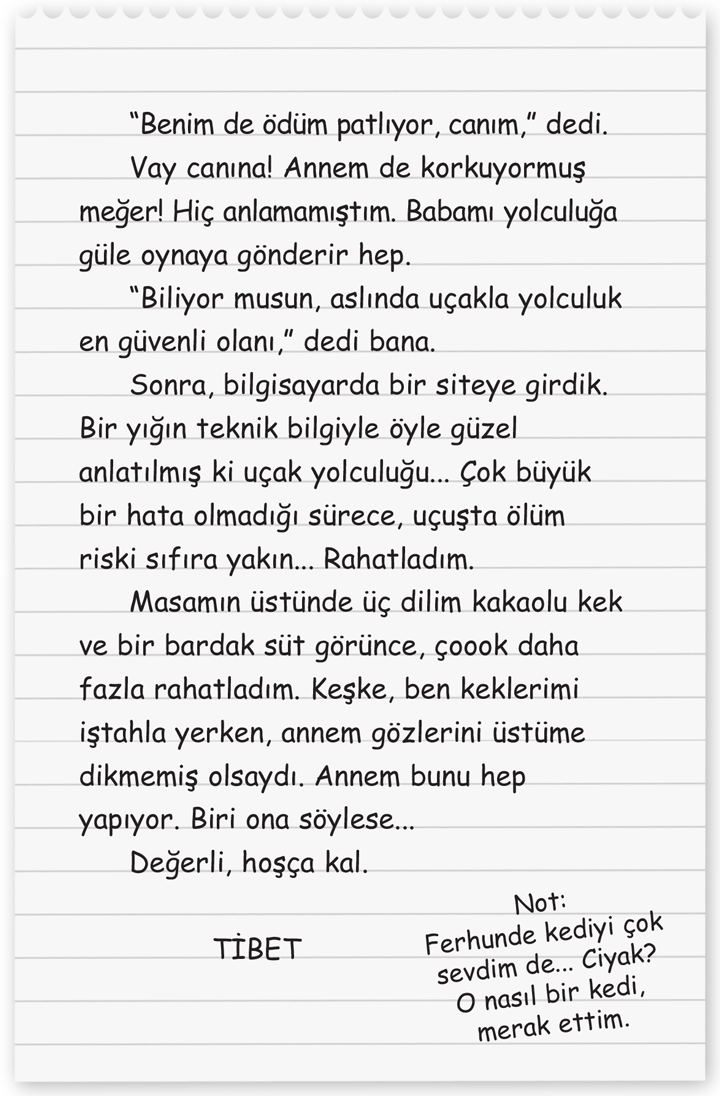 “Benim de ödüm patlıyor, canım,” dedi.
Vay canına! Annem de korkuyormuş
meğer! Hiç anlamamıştım. Babamı yolculuğa
güle oynaya gönderir hep.
“Biliyor musun, aslında uçakla yolculuk
en güvenli olanı,” dedi bana.
Sonra, bilgisayarda bir siteye girdik.
Bir yığın teknik bilgiyle öyle güzel
anlatılmış ki uçak yolculuğu... Çok büyük
bir hata olmadığı sürece, uçuşta ölüm
riski sıfıra yakın... Rahatladım.
Masamın üstünde üç dilim kakaolu kek
ve bir bardak süt görünce, çoook daha
fazla rahatladım. Keşke, ben keklerimi
iştahla yerken, annem gözlerini üstüme
dikmemiş olsaydı. Annem bunu hep
yapıyor. Biri ona söylese...
Değerli, hoşça kal.
TİBET
Not:
Ferhunde kediyi çok
sevdim de... Ciyak?
O nasıl bir kedi,
merak ettim.